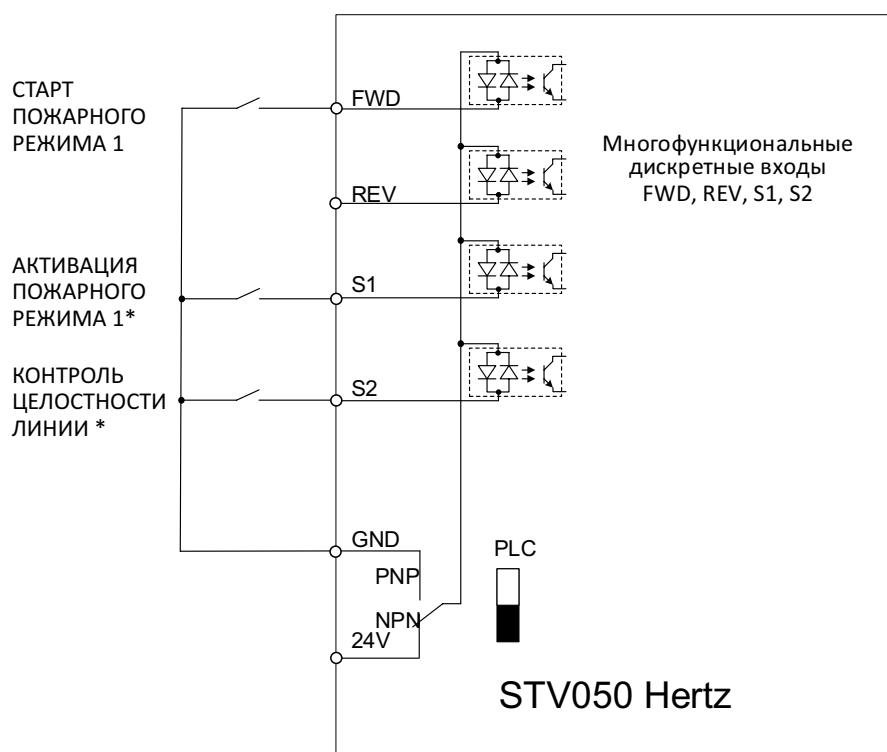 СТАРТ
ПОЖАРНОГО
РЕЖИМА 1
FWD
Многофункциональные
дискретные входы
FWD, REV, S1, S2
REV
АКТИВАЦИЯ
ПОЖАРНОГО
РЕЖИМА 1*
S1
КОНТРОЛЬ
ЦЕЛОСТНОСТИ
ЛИНИИ *
S2
GND
PLC
PNP
NPN
24V
STV050 Hertz